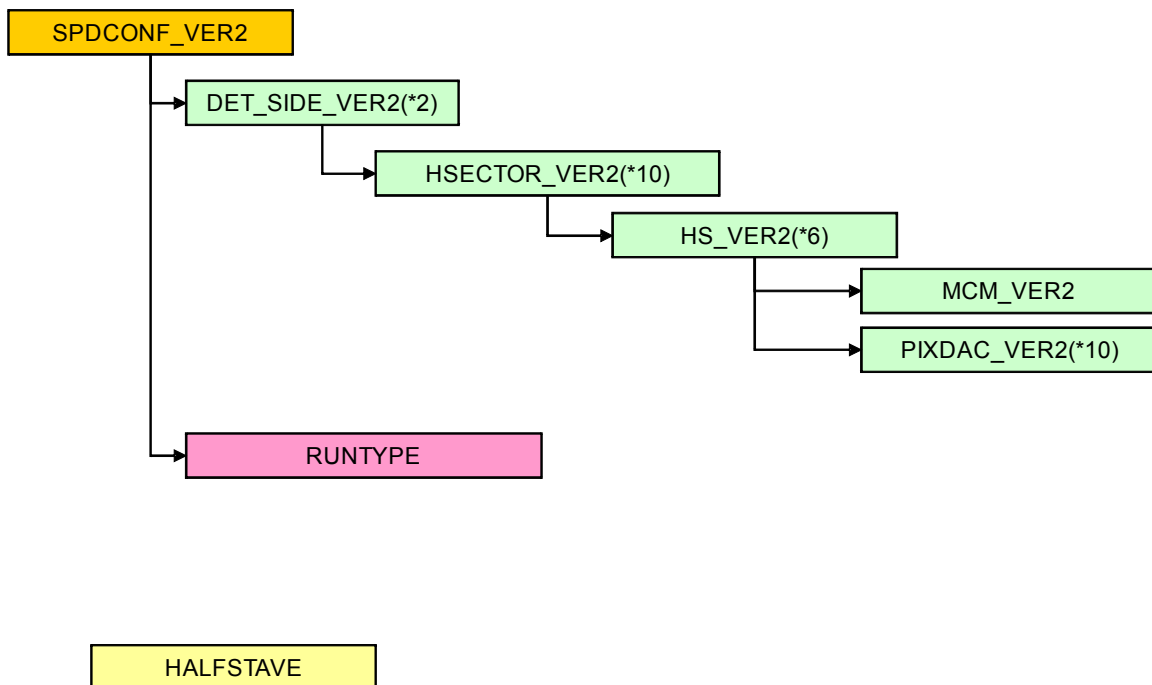 SPDCONF_VER2
DET_SIDE_VER2(*2)
HSECTOR_VER2(*10)
HS_VER2(*6)
MCM_VER2
PIXDAC_VER2(*10)
RUNTYPE
HALFSTAVE